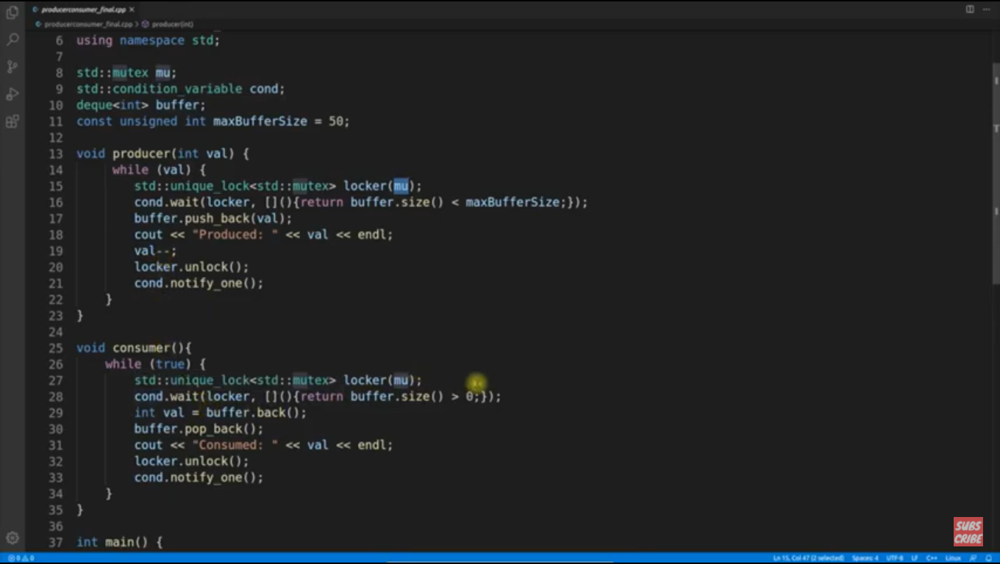 producerconsumer_final.cpp ×
producerconsumer_final.cpp > producer(int)
6 using namespace std;
7
8 std::mutex mu;
9 std::condition_variable cond;
10 deque<int> buffer;
11 const unsigned int maxBufferSize = 50;
12
13 void producer(int val) {
14 while (val) {
15 std::unique_lock<std::mutex> locker(mu);
16 cond.wait(locker, [](){return buffer.size() < maxBufferSize;});
17 buffer.push_back(val);
18 cout << "Produced: " << val << endl;
19 val--;
20 locker.unlock();
21 cond.notify_one();
22 }
23 }
24
25 void consumer(){
26 while (true) {
27 std::unique_lock<std::mutex> locker(mu);
28 cond.wait(locker, [](){return buffer.size() > 0;});
29 int val = buffer.back();
30 buffer.pop_back();
31 cout << "Consumed: " << val << endl;
32 locker.unlock();
33 cond.notify_one();
34 }
35 }
36
37 int main() {
SUBS
CRIBE
0 0 Ln 15, Col 47 (2 selected) Spaces: 4 UTF-8 LF C++ Linux